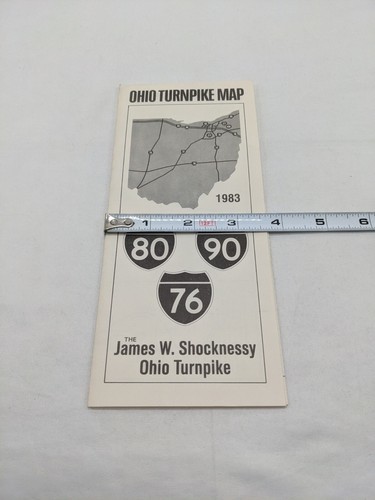 OHIO TURNPIKE MAP
1983
1 2 3 4 5 6
80 90
76
THE
James W. Shocknessy
Ohio Turnpike